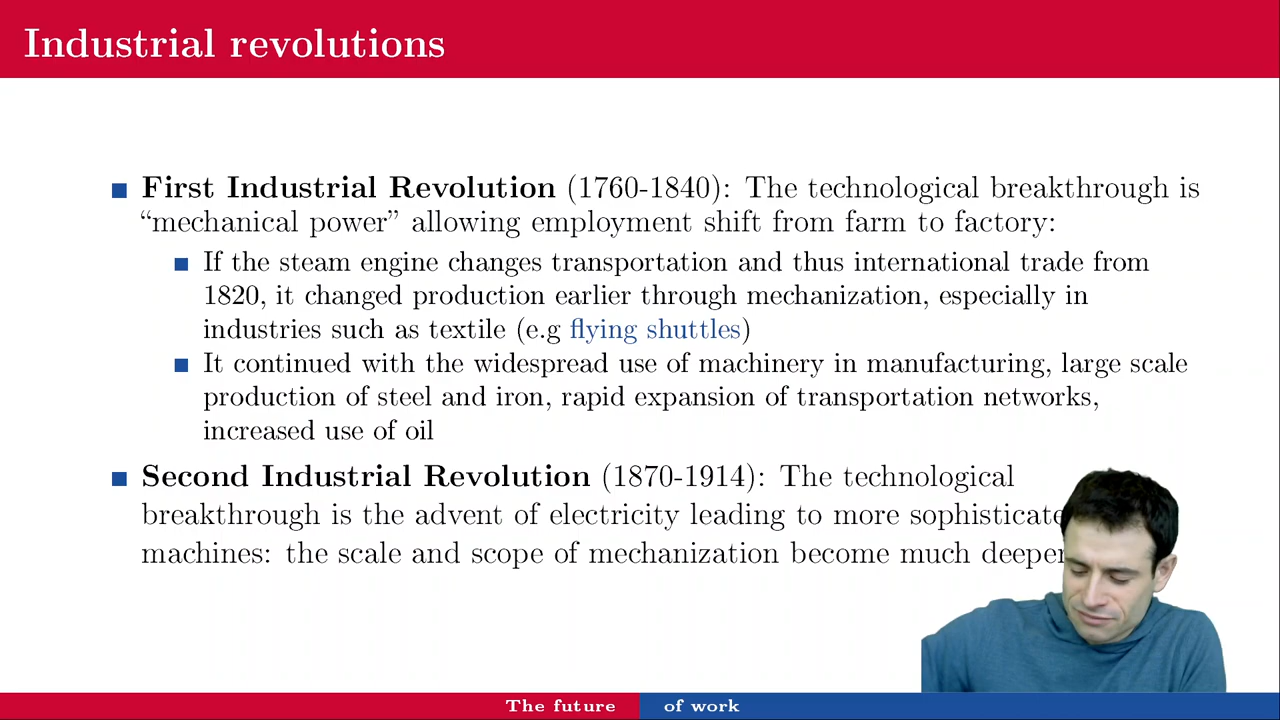 Industrial revolutions
First Industrial Revolution (1760-1840): The technological breakthrough is
“mechanical power” allowing employment shift from farm to factory:
If the steam engine changes transportation and thus international trade from
1820, it changed production earlier through mechanization, especially in
industries such as textile (e.g flying shuttles)
It continued with the widespread use of machinery in manufacturing, large scale
production of steel and iron, rapid expansion of transportation networks,
increased use of oil
Second Industrial Revolution (1870-1914): The technological
breakthrough is the advent of electricity leading to more sophisticate
machines: the scale and scope of mechanization become much deeper
The future of work